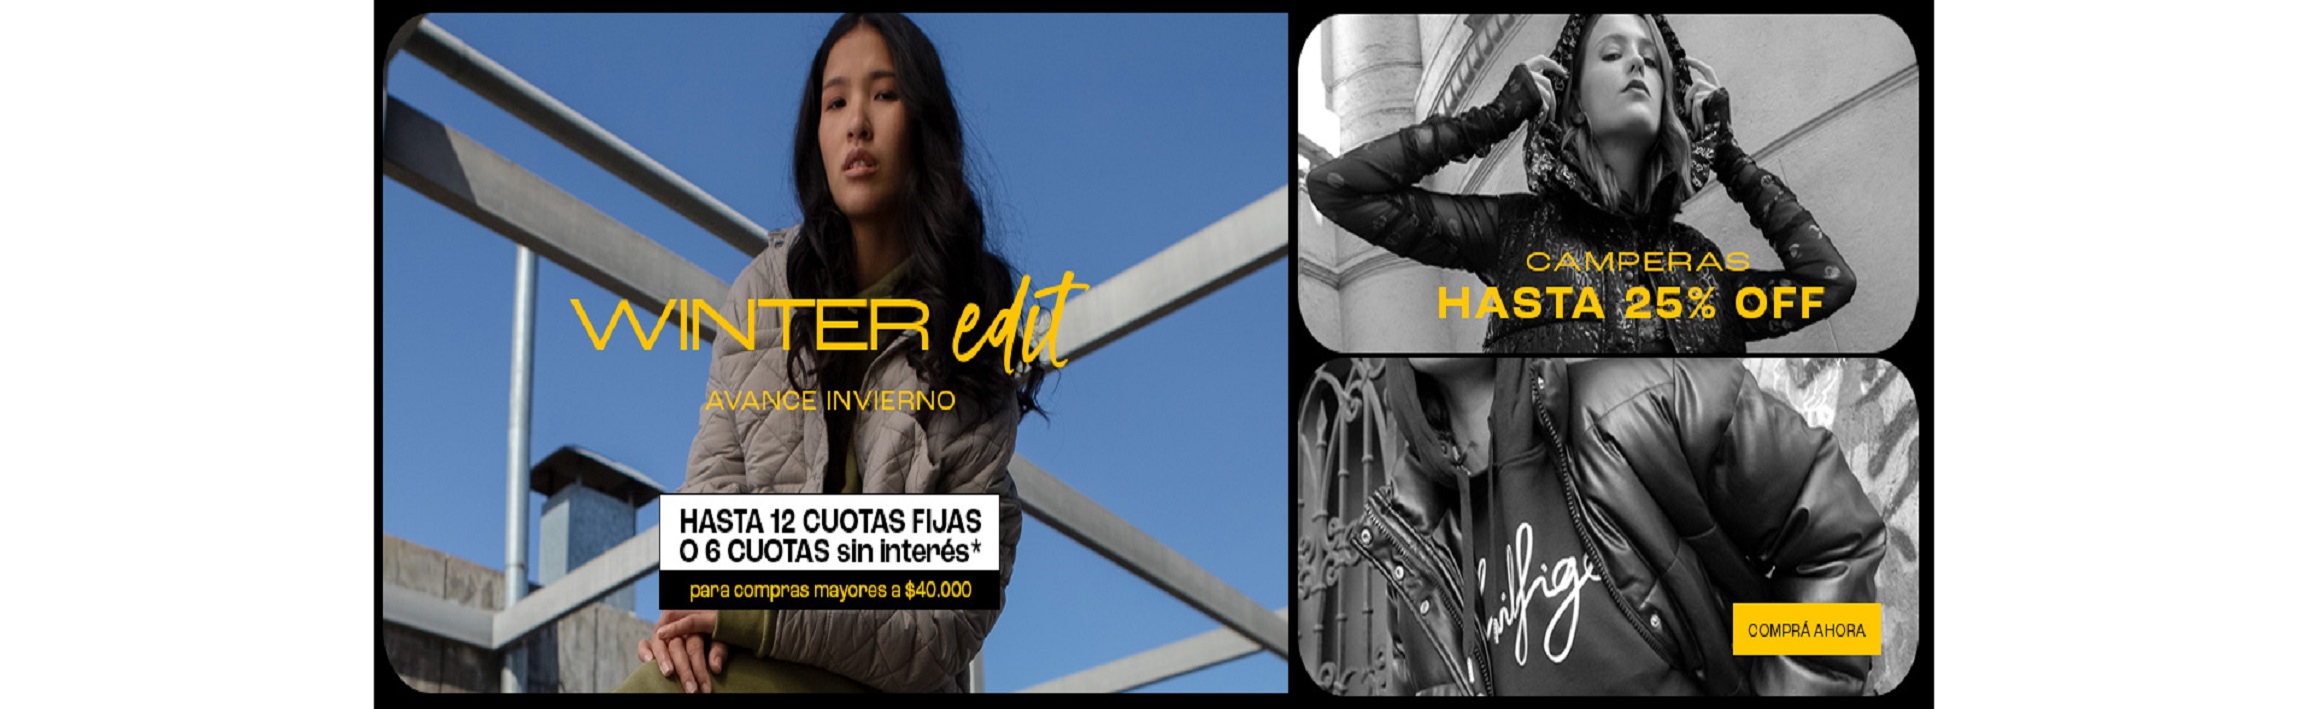 WINTER edit
AVANCE INVIERNO
HASTA 12 CUOTAS FIJAS
O 6 CUOTAS sin interés*
para compras mayores a $40.000
CAMPERAS
HASTA 25% OFF
COMPRÁ AHORA